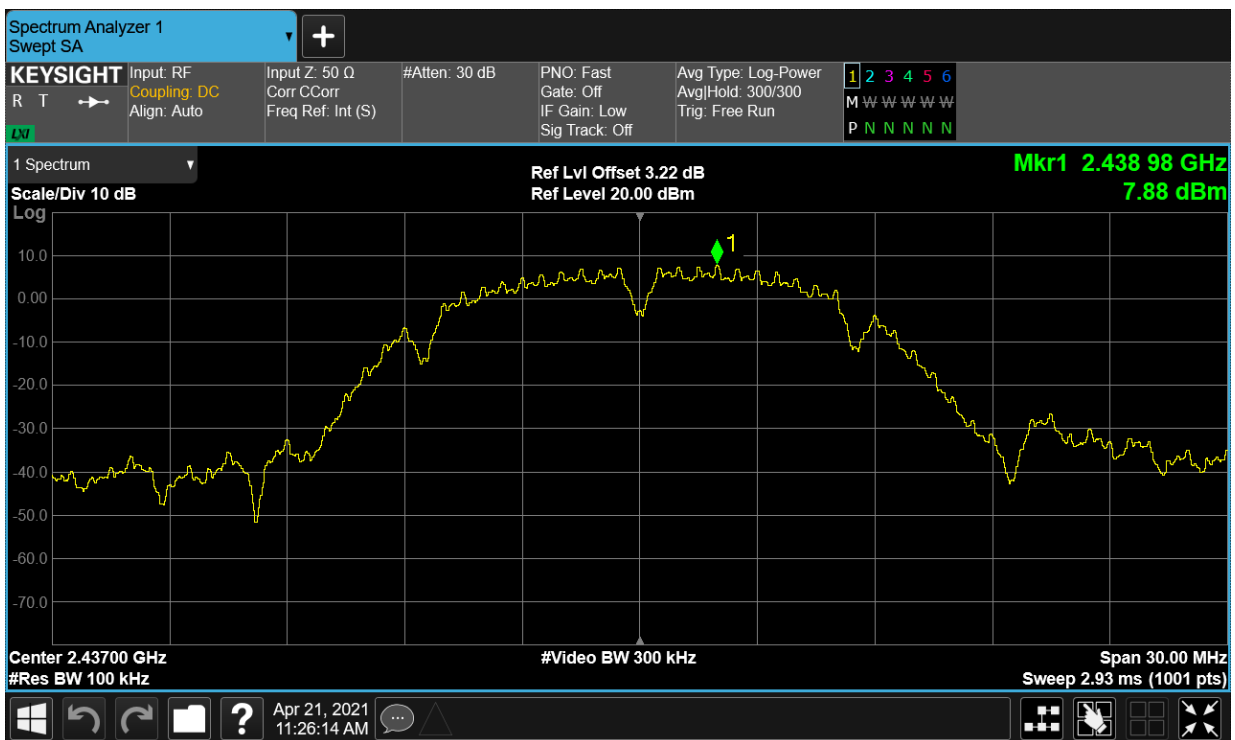 Spectrum Analyzer 1
Swept SA
KEYSIGHT
R T
LXI
Input: RF
Coupling: DC
Align: Auto
Input Z: 50 Ω
Corr CCorr
Freq Ref: Int (S)
#Atten: 30 dB
PNO: Fast
Gate: Off
IF Gain: Low
Sig Track: Off
Avg Type: Log-Power
Avg|Hold: 300/300
Trig: Free Run
1 2 3 4 5 6
M W W W W W
P N N N N N
1 Spectrum
Scale/Div 10 dB
Log
Ref Lvl Offset 3.22 dB
Ref Level 20.00 dBm
Mkr1 2.438 98 GHz
7.88 dBm
1
10.0
0.00
-10.0
-20.0
-30.0
-40.0
-50.0
-60.0
-70.0
Center 2.43700 GHz
#Res BW 100 kHz
#Video BW 300 kHz
Span 30.00 MHz
Sweep 2.93 ms (1001 pts)
?
Apr 21, 2021
11:26:14 AM